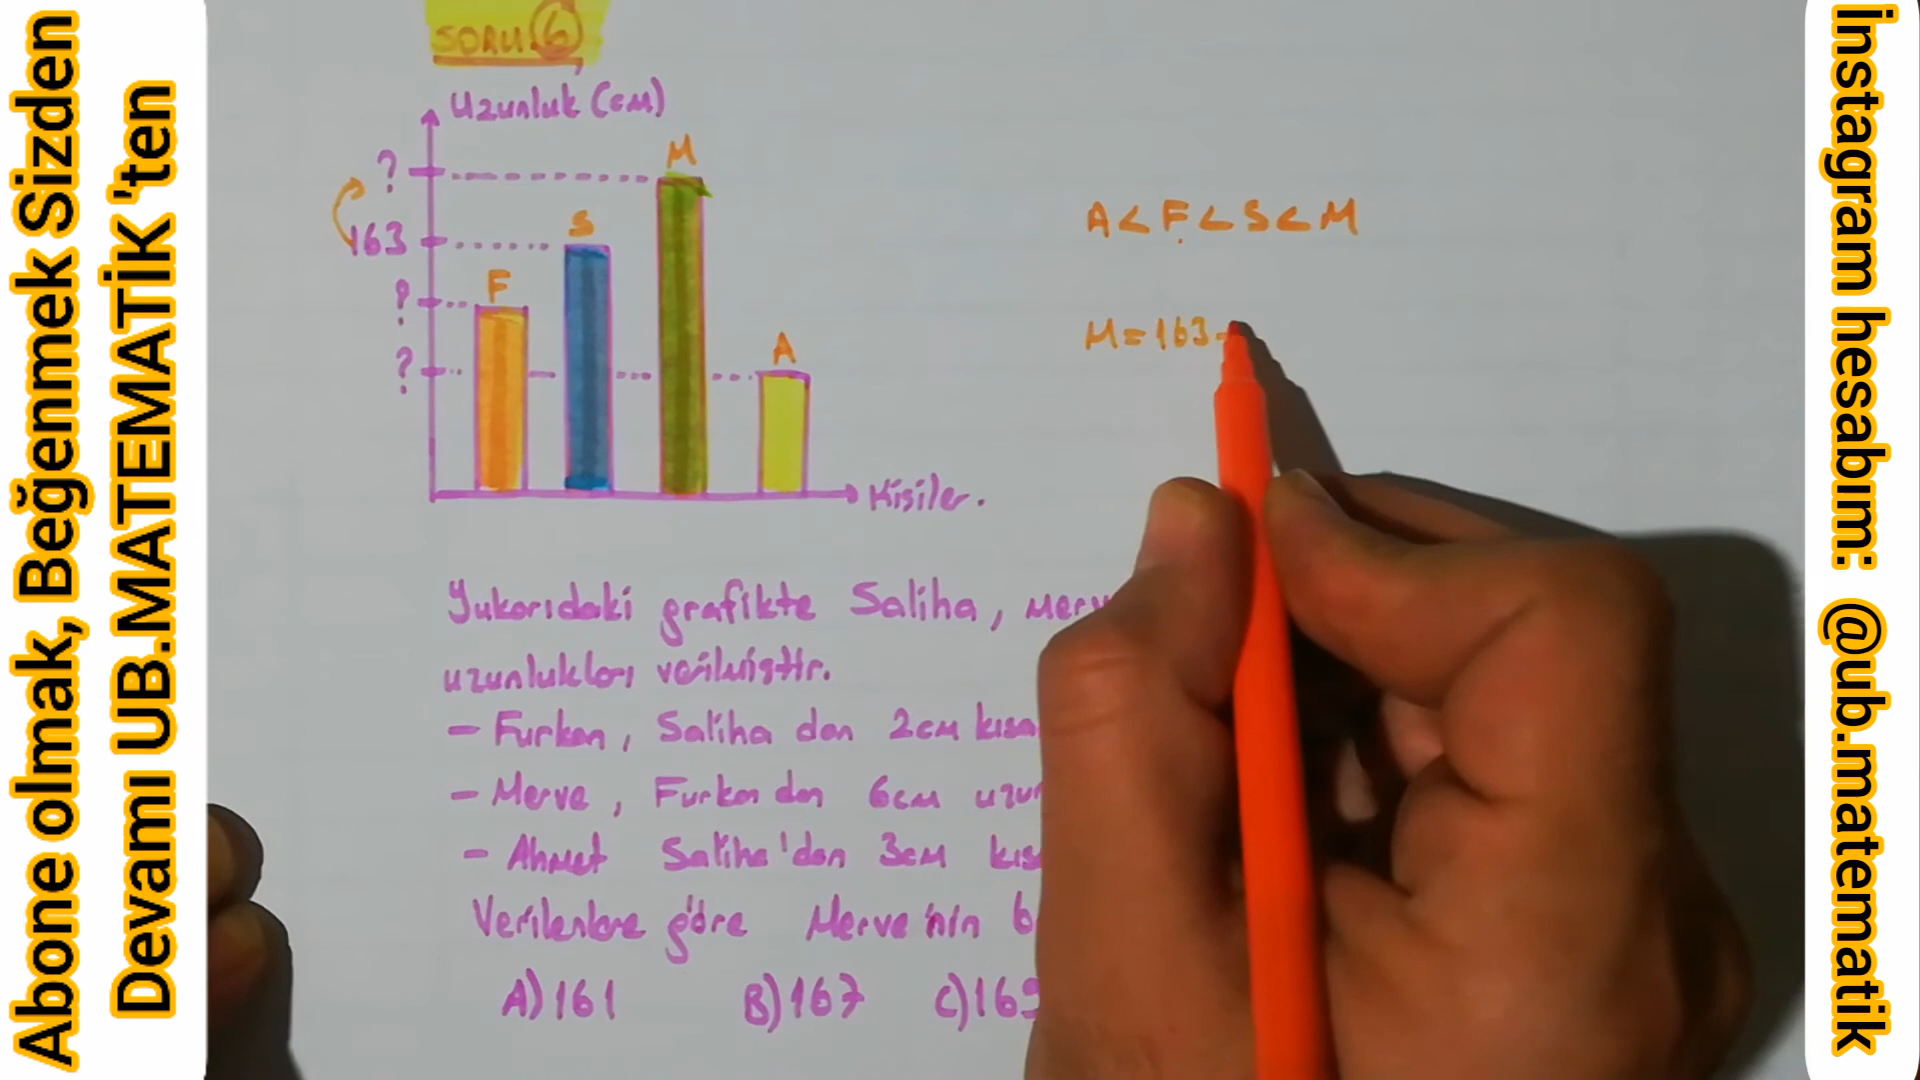 Abone olmak, Beğenmek Sizden
Devamı UB.MATEMATİK'ten
SORU 6
Uzunluk (cm)
?
163
?
?
F
S
M
A
Kisiler.
A < F < S < M
M = 163
Yukarıdaki grafikte Saliha,
uzunlukları verilmiştir.
- Furkan, Saliha dan 2cm
- Merve, Furkan dan 6cm
- Ahmet Saliha'dan 3cm
Verilenlere göre Merve'nin
A) 161 B) 167 C)
İnstagram hesabım: @ub.matematik